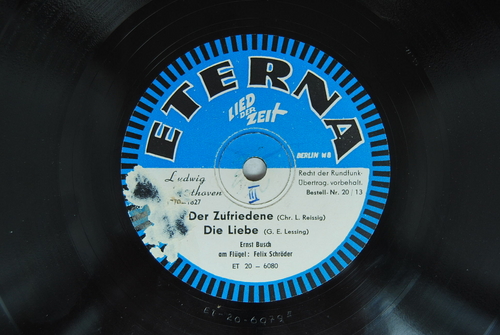 ETERNA
LIED
DER
ZEIT
BERLIN W8
Ludwig
Recht der Rundfunk-
Übertrag. vorbehalt.
Bestell-Nr. 20/13
III
Der Zufriedene (Chr. L. Reissig)
Die Liebe (G. E. Lessing)
Ernst Busch
am Flügel: Felix Schröder
ET 20 – 6080